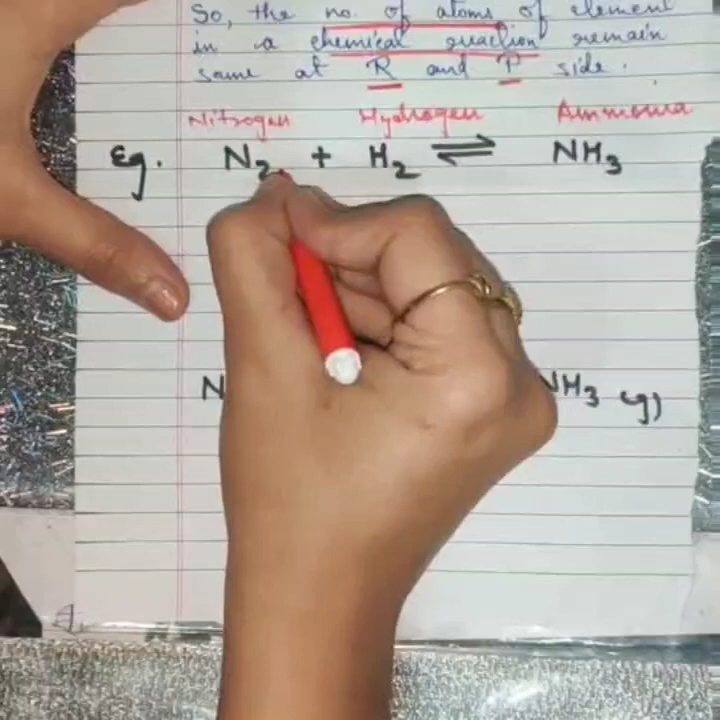 So, the no. of atoms of element
in a chemical reaction remain
same at R and P side.
Nitrogen Hydrogen Ammonia
Eg. N₂ + H₂ ⇌ NH₃
N NH₃ (g)